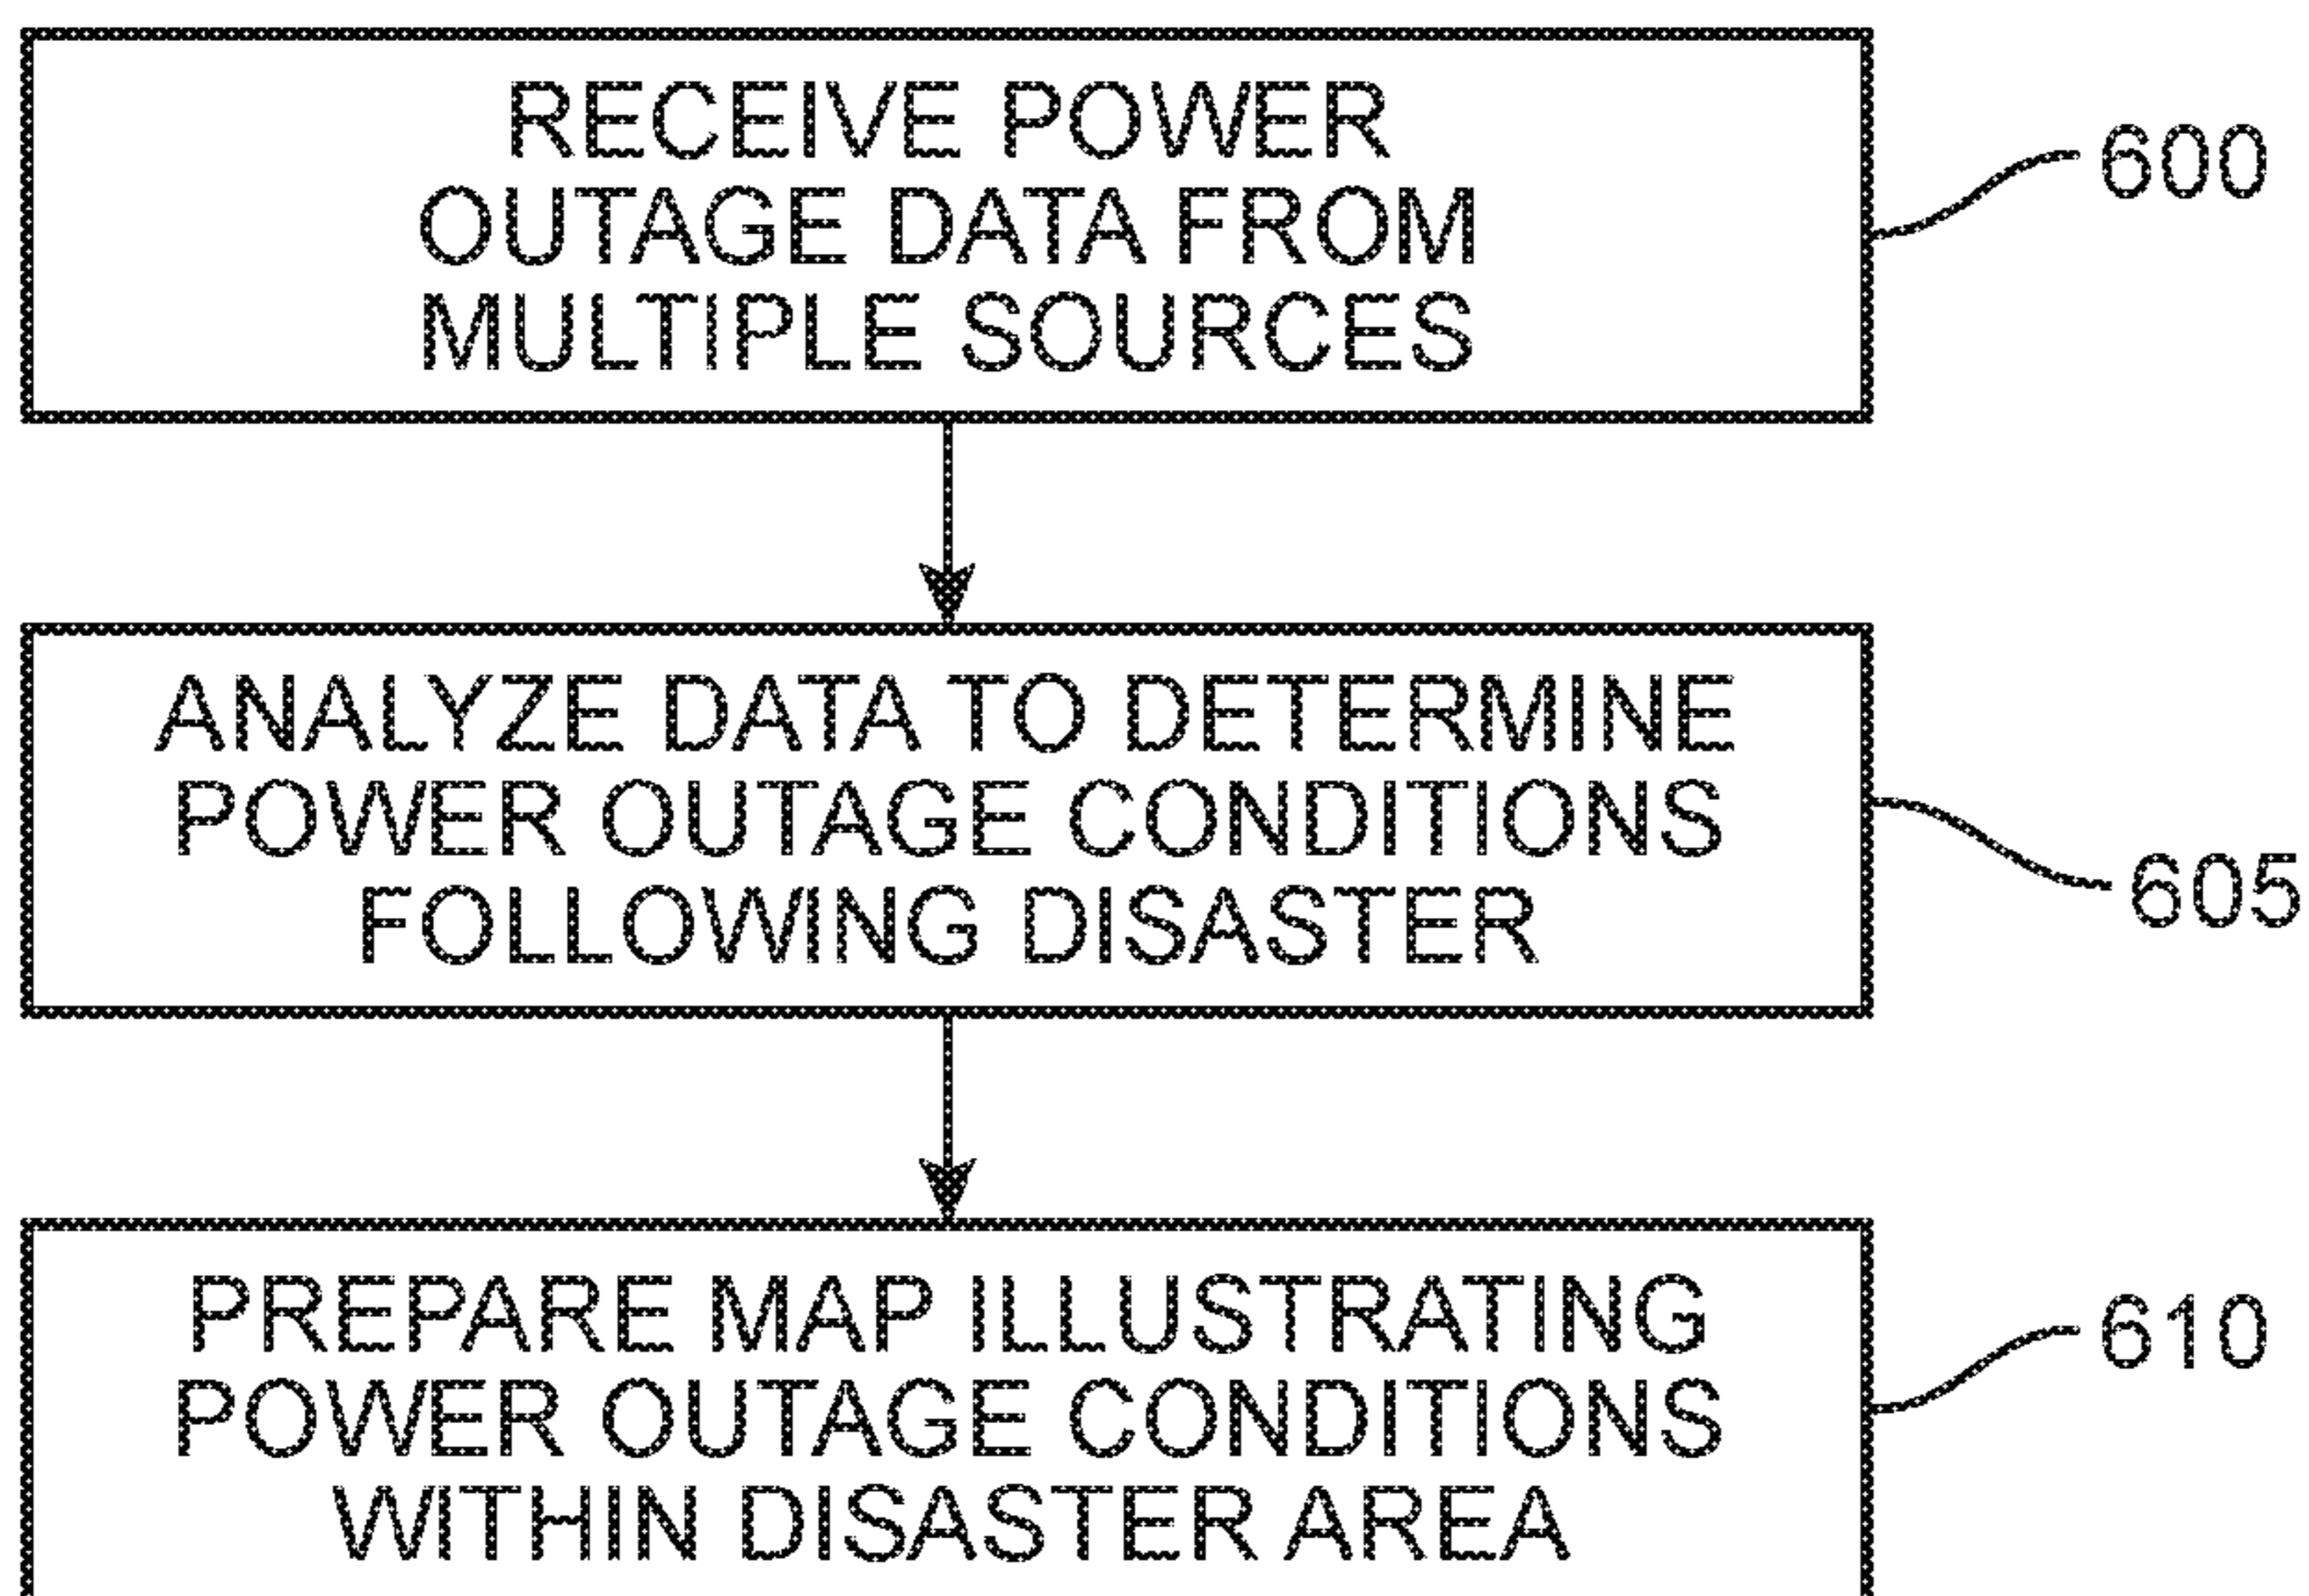 RECEIVE POWER
OUTAGE DATA FROM
MULTIPLE SOURCES
600
ANALYZE DATA TO DETERMINE
POWER OUTAGE CONDITIONS
FOLLOWING DISASTER
605
PREPARE MAP ILLUSTRATING
POWER OUTAGE CONDITIONS
WITHIN DISASTER AREA
610